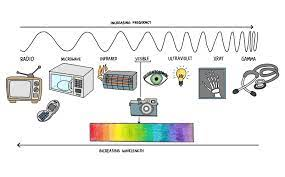 INCREASING FREQUENCY
RADIO MICROWAVE INFRARED VISIBLE ULTRAVIOLET XRAY GAMMA
INCREASING WAVELENGTH